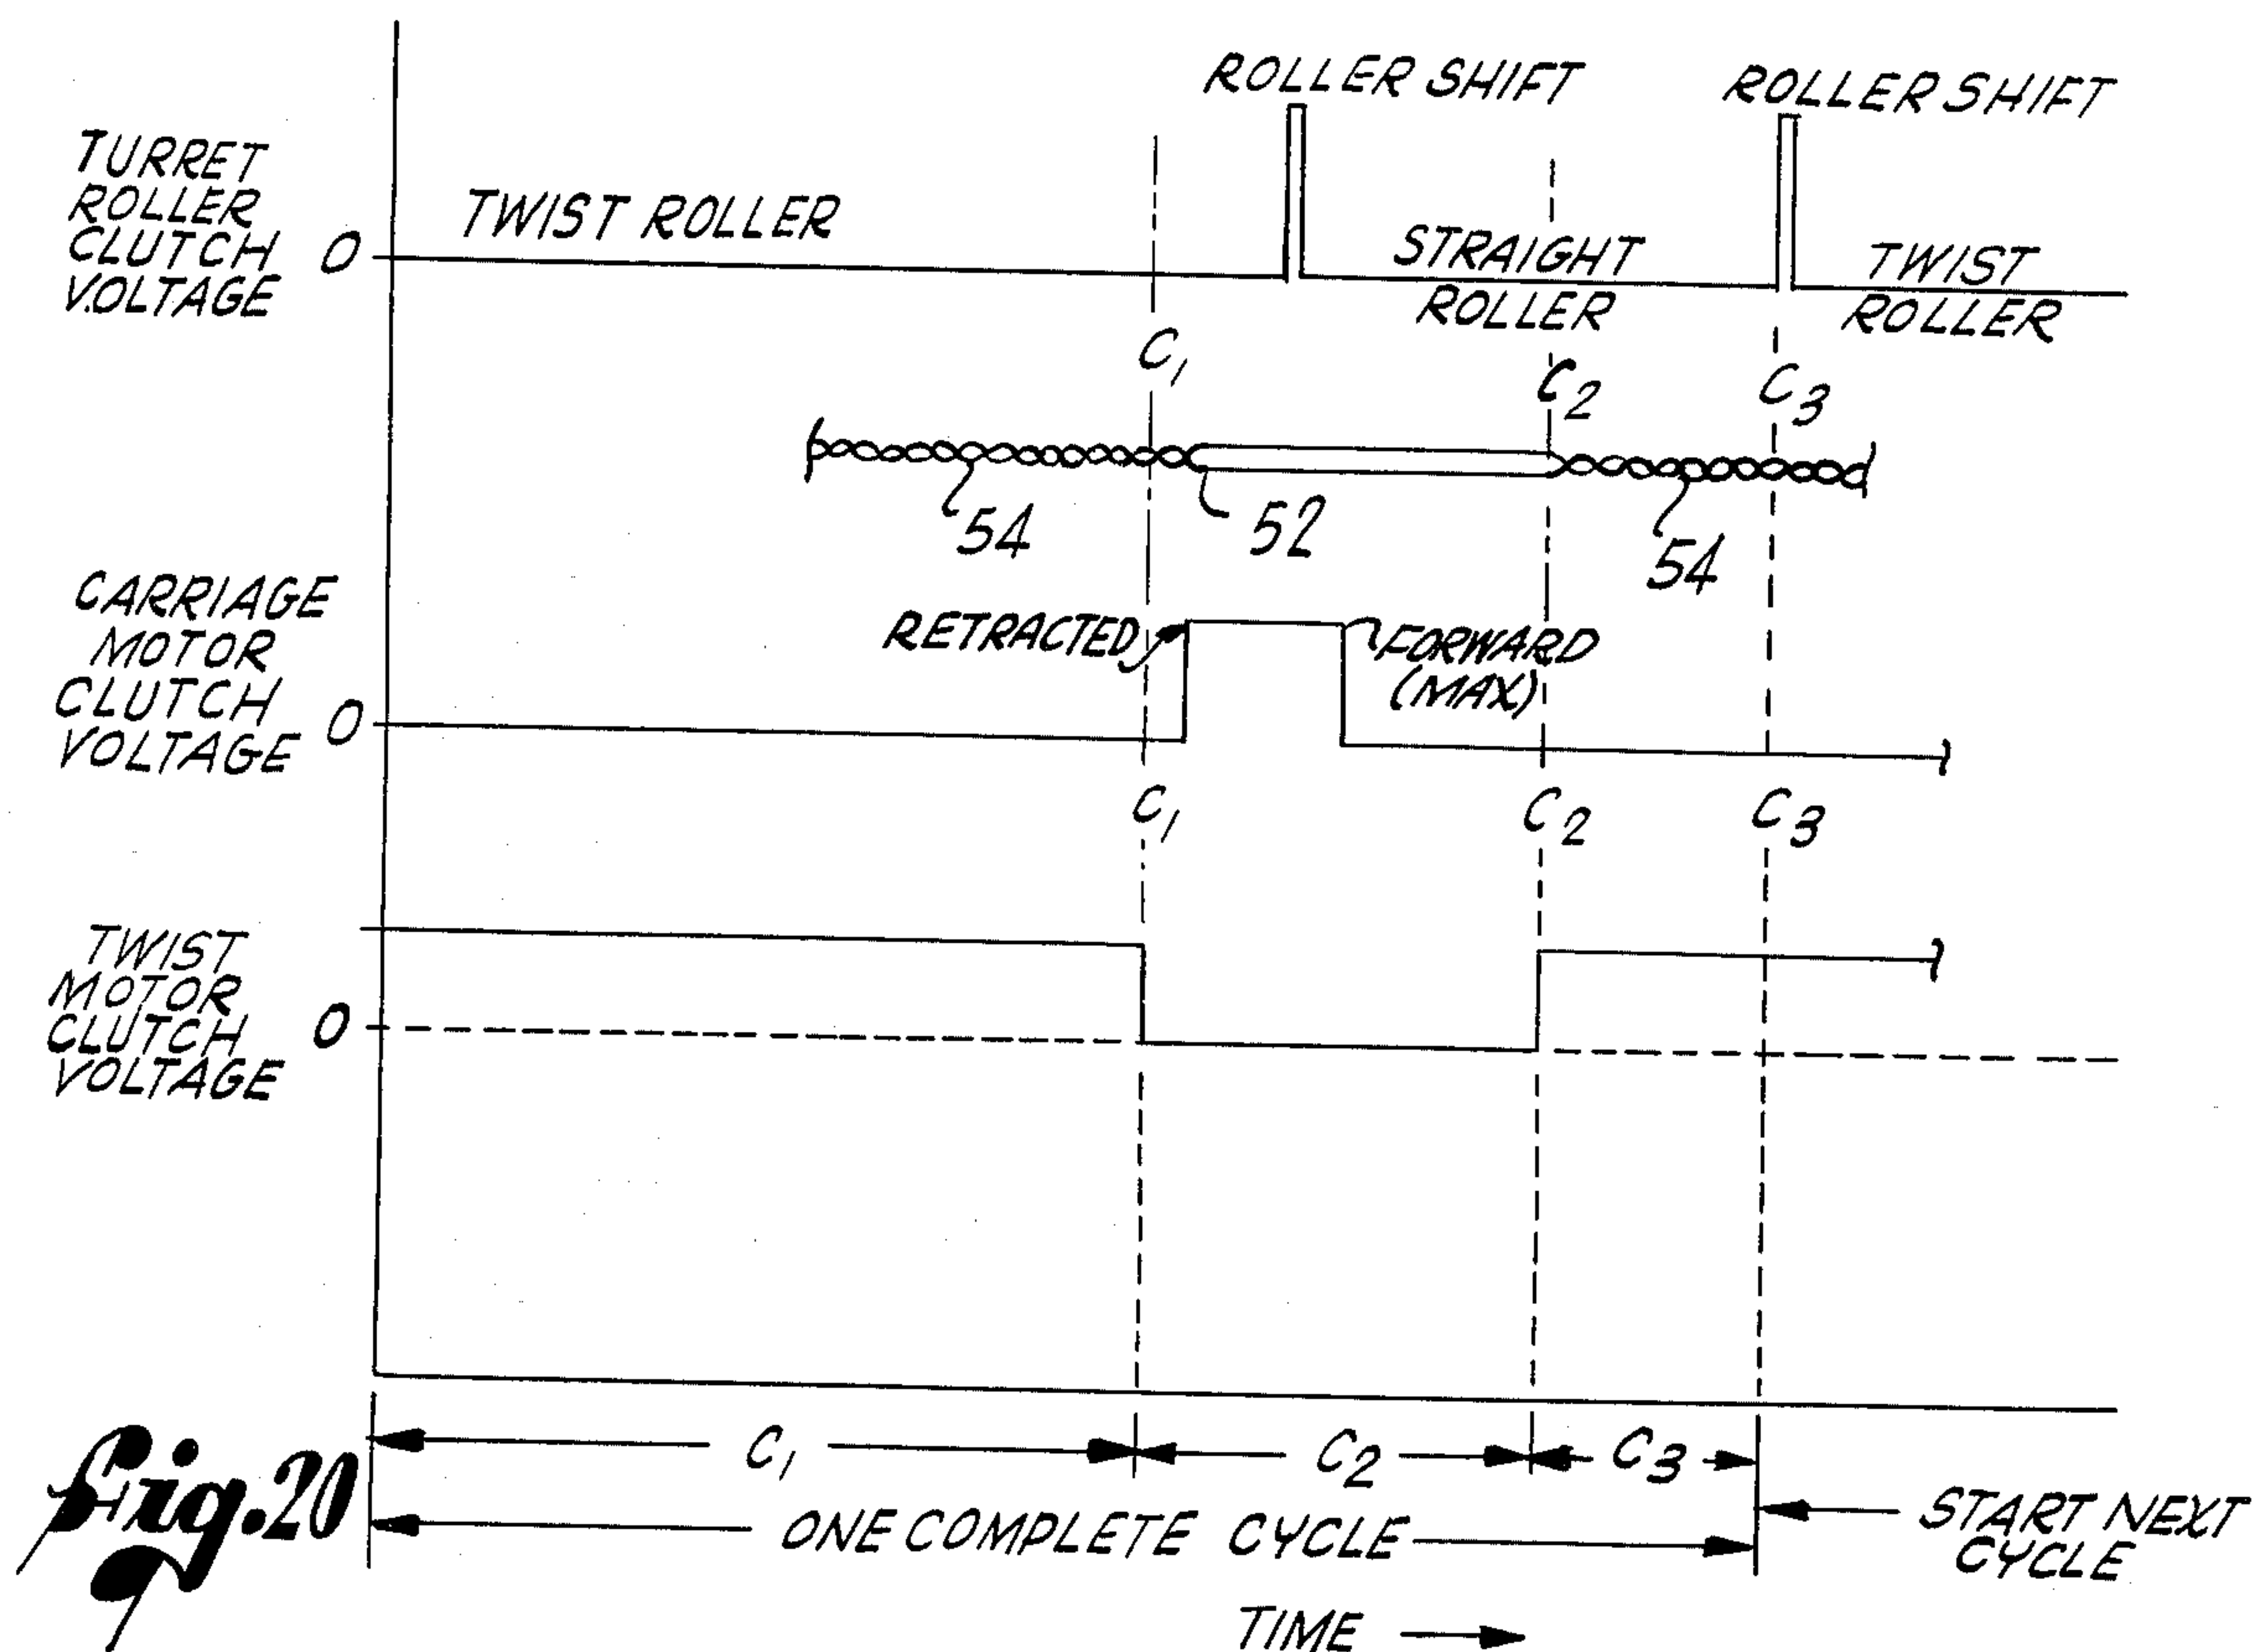 ROLLER SHIFT
ROLLER SHIFT
TURRET
ROLLER
CLUTCH
VOLTAGE
0
TWIST ROLLER
STRAIGHT
ROLLER
TWIST
ROLLER
C1
C2
C3
54
52
54
CARRIAGE
MOTOR
CLUTCH
VOLTAGE
0
RETRACTED
FORWARD
(MAX)
C1
C2
C3
TWIST
MOTOR
CLUTCH
VOLTAGE
0
C1
C2
C3
ONE COMPLETE CYCLE
START NEXT
CYCLE
Fig. 20
TIME